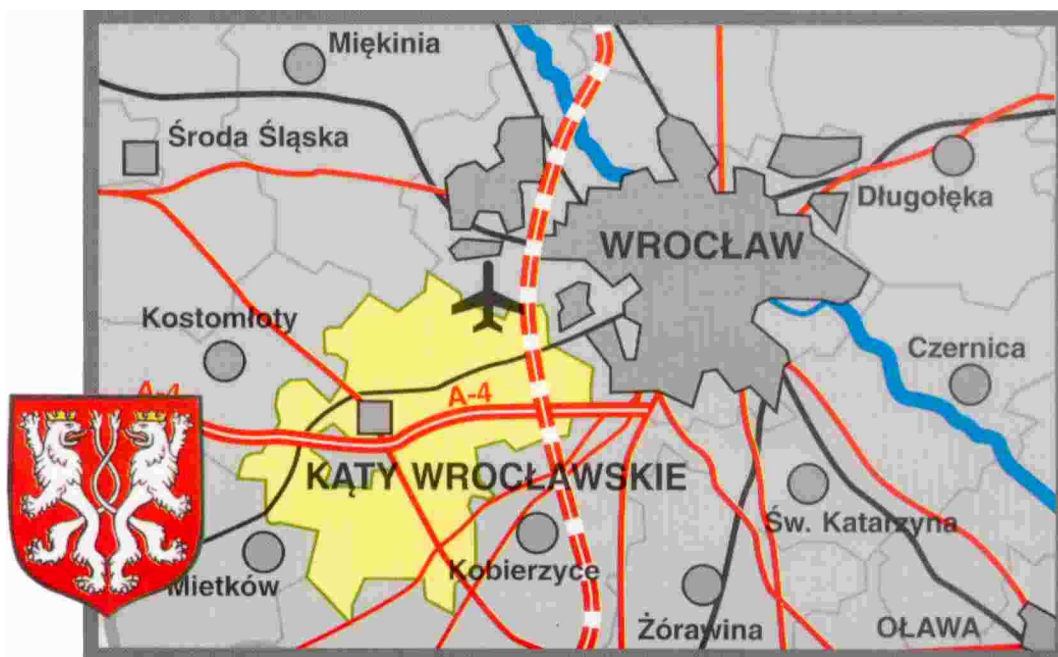 Miękinia
Środa Śląska
Długołęka
WROCŁAW
Kostomłoty
Czernica
A-4
A-4
KĄTY WROCŁAWSKIE
Św. Katarzyna
Mietków
Kobierzyce
Żórawina
OŁAWA